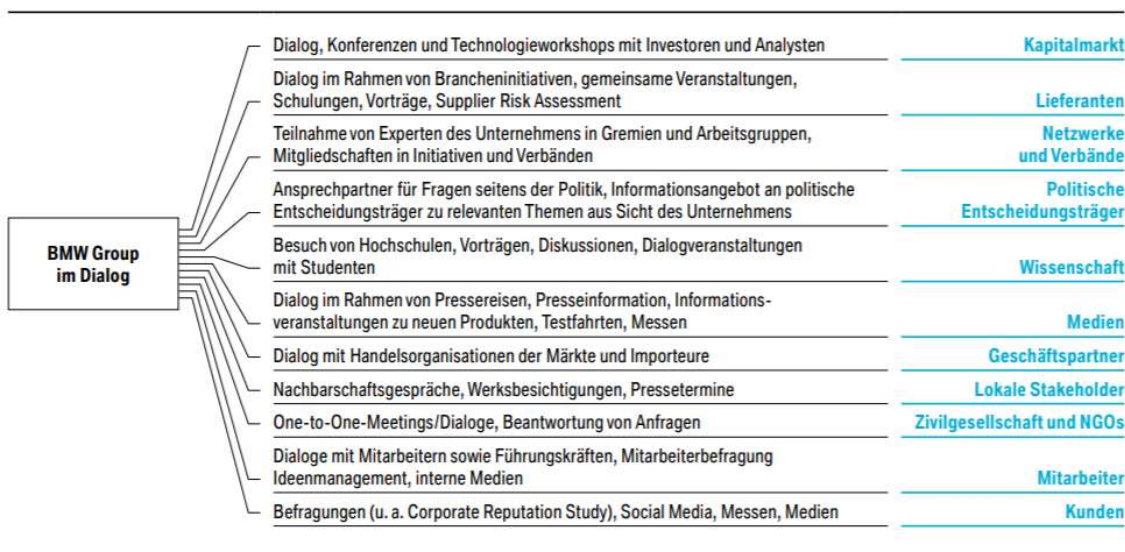 BMW Group
im Dialog
Dialog, Konferenzen und Technologieworkshops mit Investoren und Analysten
Kapitalmarkt
Dialog im Rahmen von Brancheninitiativen, gemeinsame Veranstaltungen,
Schulungen, Vorträge, Supplier Risk Assessment
Lieferanten
Teilnahme von Experten des Unternehmens in Gremien und Arbeitsgruppen,
Mitgliedschaften in Initiativen und Verbänden
Netzwerke
und Verbände
Ansprechpartner für Fragen seitens der Politik, Informationsangebot an politische
Entscheidungsträger zu relevanten Themen aus Sicht des Unternehmens
Politische
Entscheidungsträger
Besuch von Hochschulen, Vorträgen, Diskussionen, Dialogveranstaltungen
mit Studenten
Wissenschaft
Dialog im Rahmen von Pressereisen, Presseinformation, Informations-
veranstaltungen zu neuen Produkten, Testfahrten, Messen
Medien
Dialog mit Handelsorganisationen der Märkte und Importeure
Geschäftspartner
Nachbarschaftsgespräche, Werksbesichtigungen, Pressetermine
Lokale Stakeholder
One-to-One-Meetings/Dialoge, Beantwortung von Anfragen
Zivilgesellschaft und NGOs
Dialoge mit Mitarbeitern sowie Führungskräften, Mitarbeiterbefragung
Ideenmanagement, interne Medien
Mitarbeiter
Befragungen (u. a. Corporate Reputation Study), Social Media, Messen, Medien
Kunden